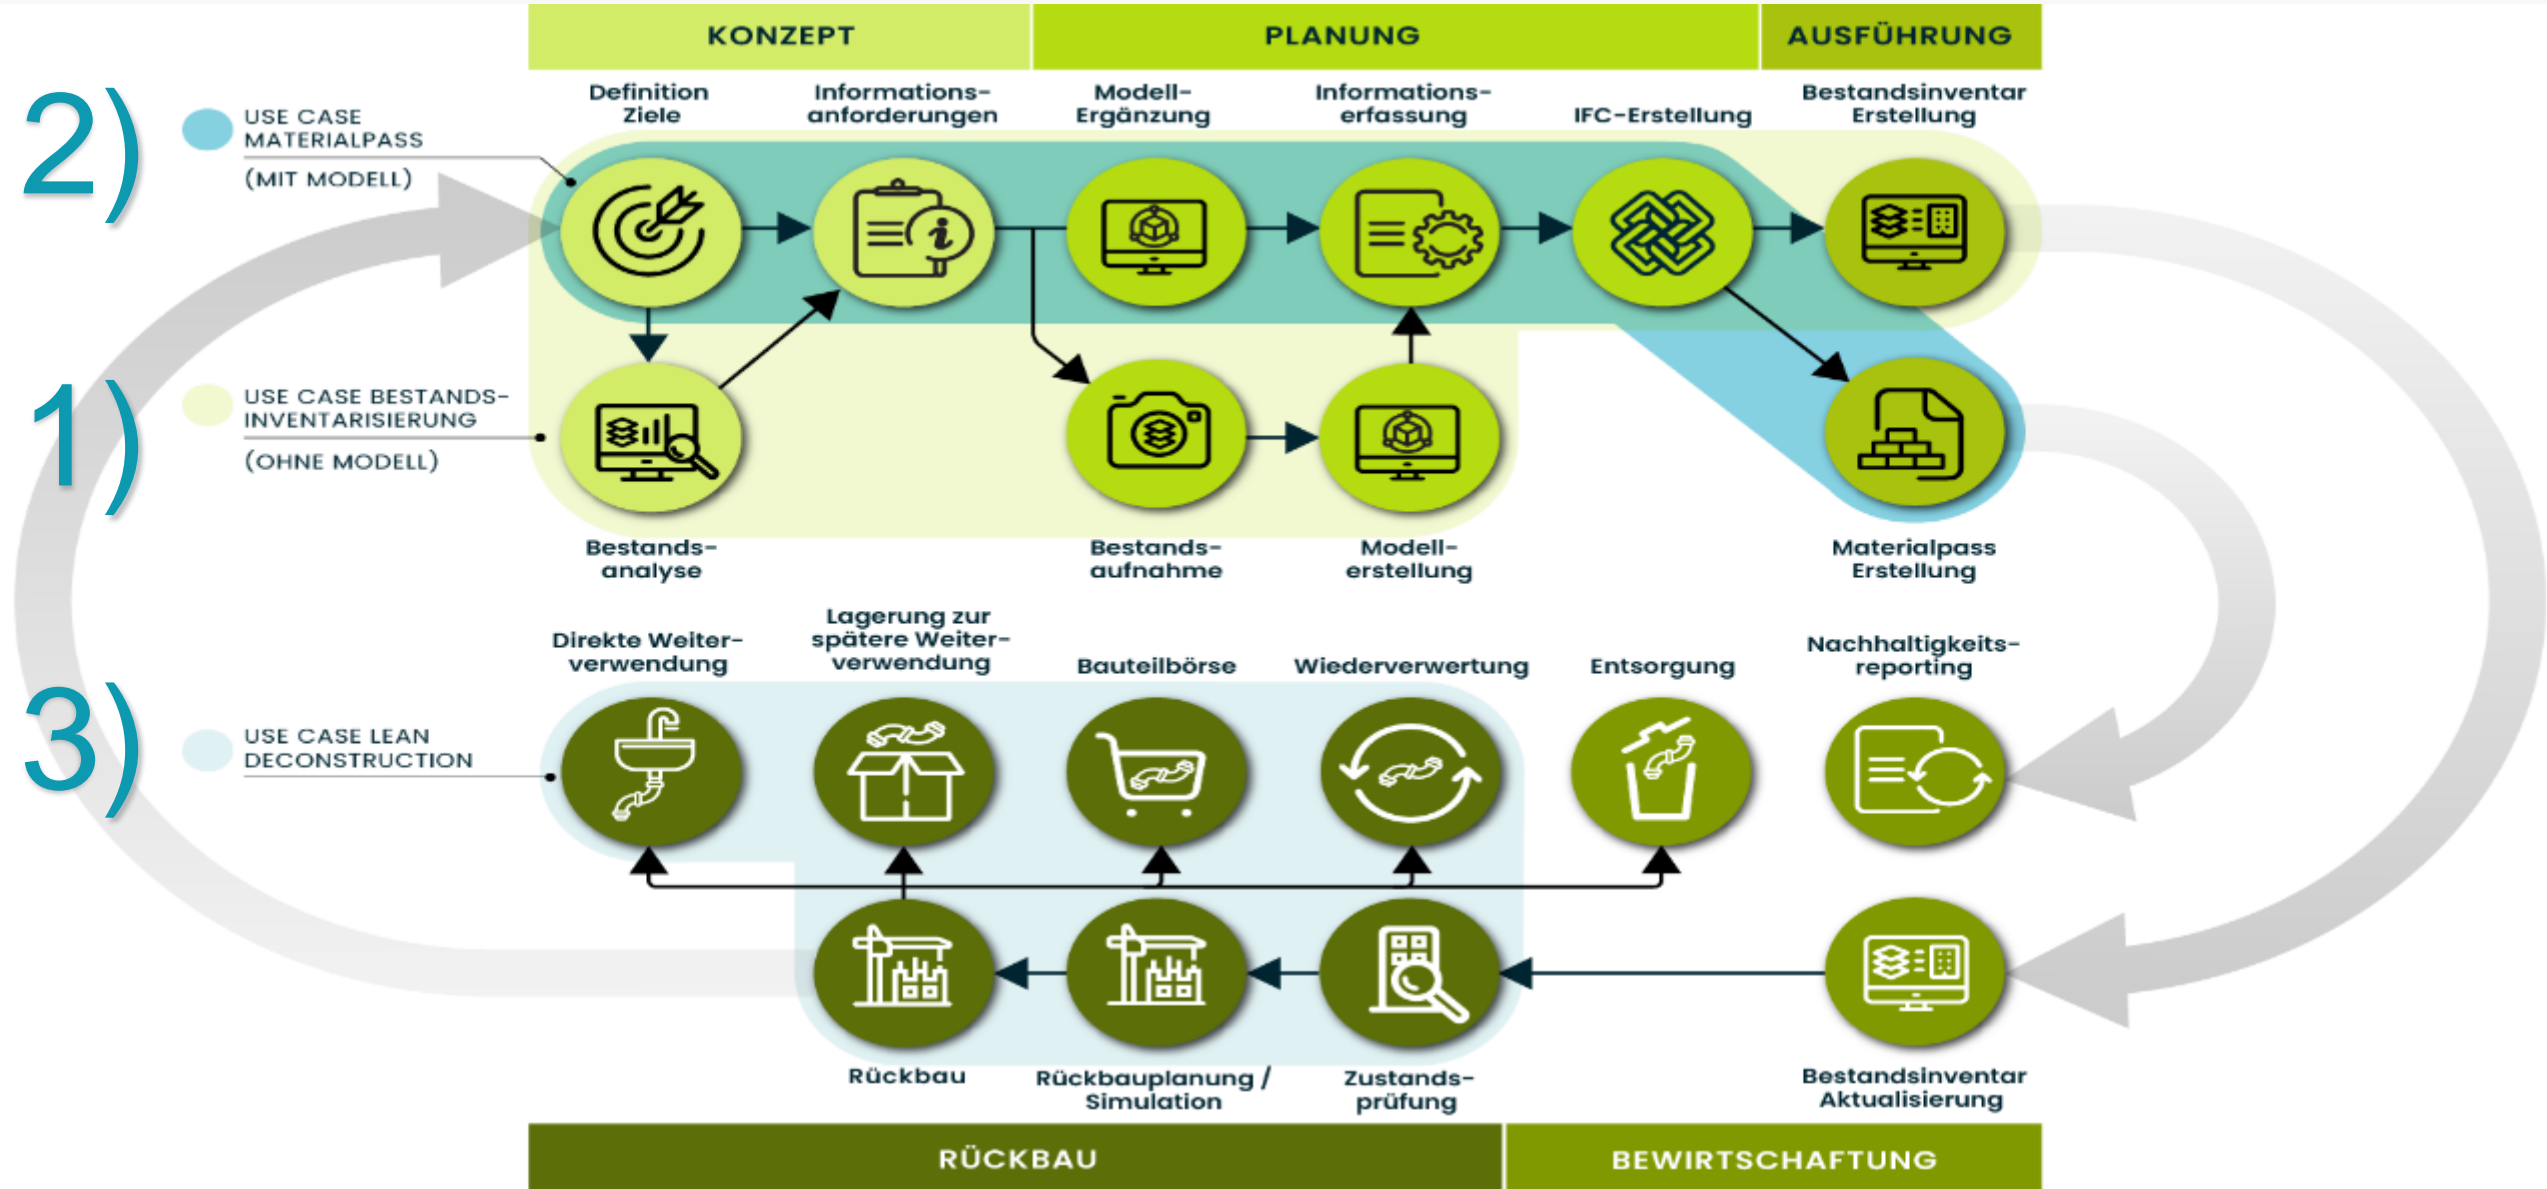 KONZEPT
PLANUNG
AUSFÜHRUNG
2)
USE CASE
MATERIALPASS
(MIT MODELL)
Definition
Ziele
Informations-
anforderungen
Modell-
Ergänzung
Informations-
erfassung
IFC-Erstellung
Bestandsinventar
Erstellung
1)
USE CASE BESTANDS-
INVENTARISIERUNG
(OHNE MODELL)
Bestands-
analyse
Bestands-
aufnahme
Modell-
erstellung
Materialpass
Erstellung
3)
USE CASE LEAN
DECONSTRUCTION
Direkte Weiter-
verwendung
Lagerung zur
spätere Weiter-
verwendung
Bauteilbörse
Wiederverwertung
Entsorgung
Nachhaltigkeits-
reporting
Rückbau
Rückbauplanung /
Simulation
Zustands-
prüfung
Bestandsinventar
Aktualisierung
RÜCKBAU
BEWIRTSCHAFTUNG